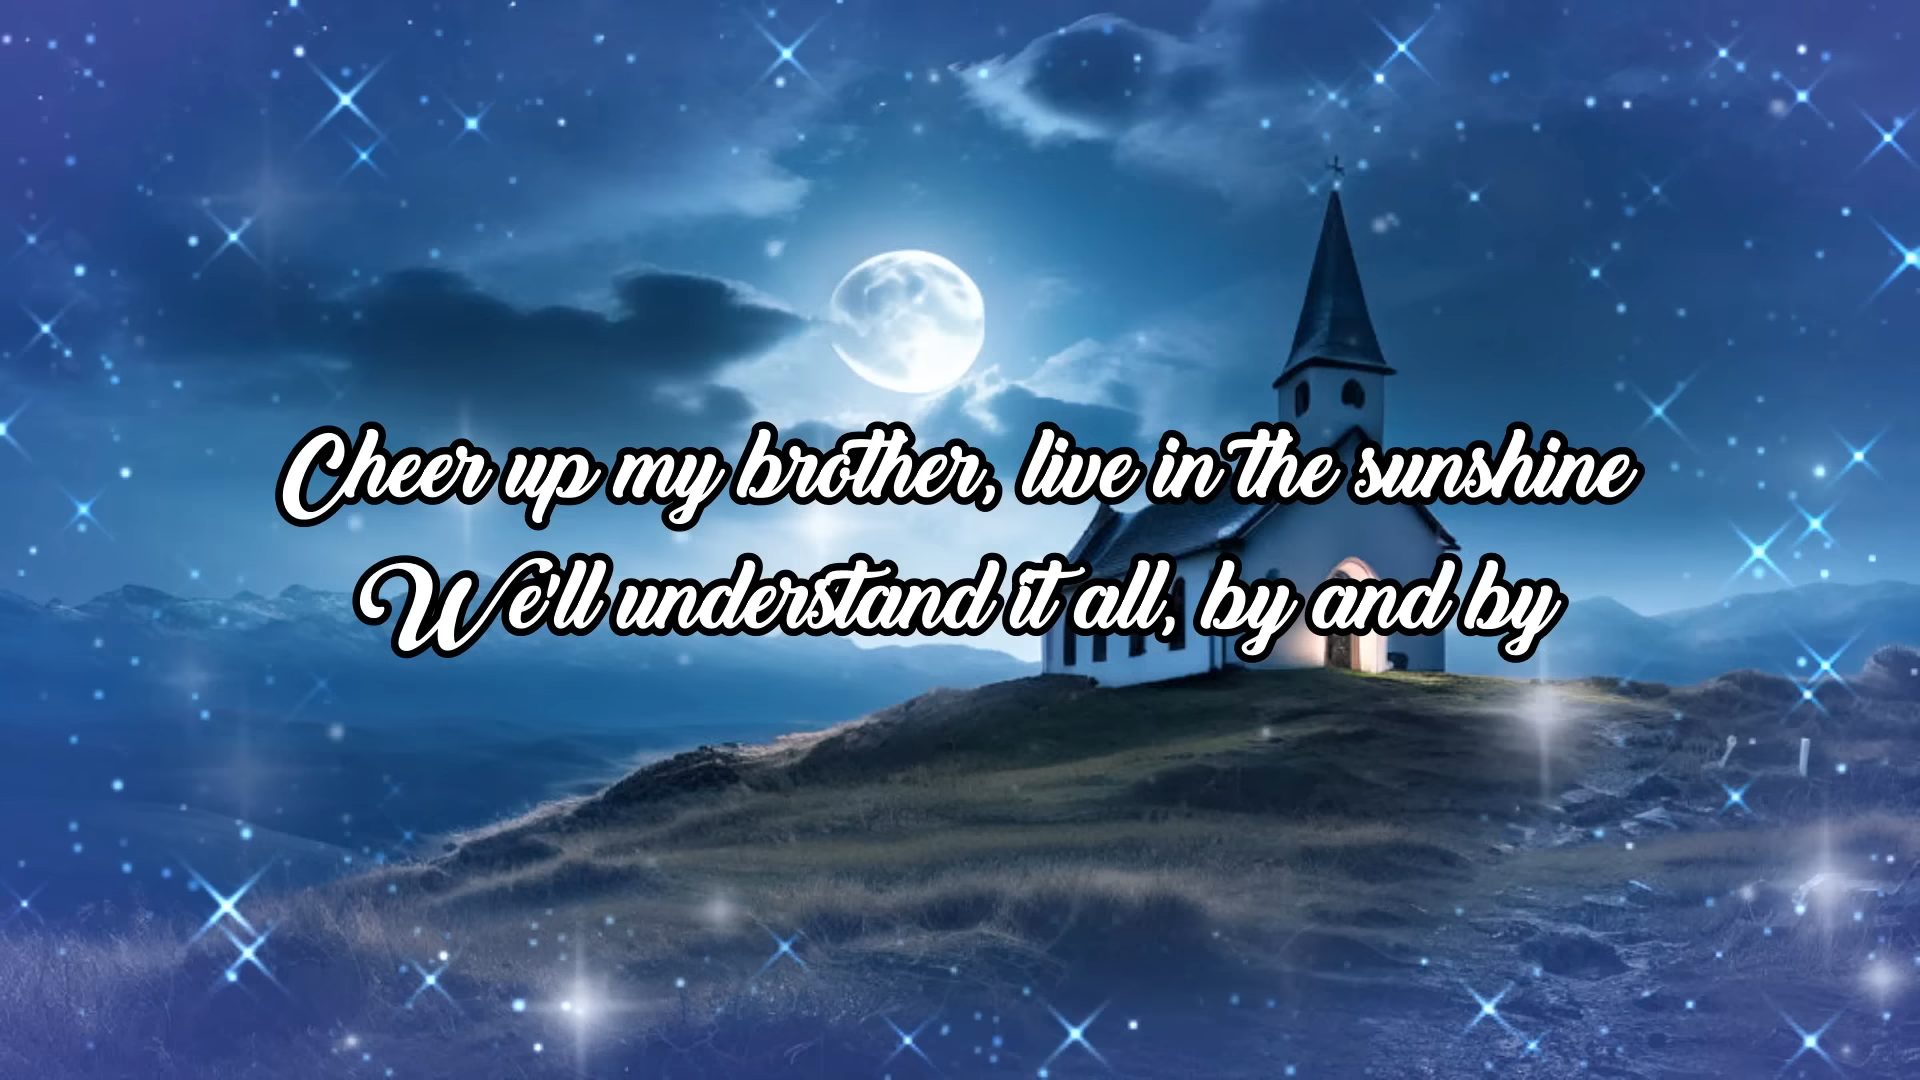 Cheer up my brother, live in the sunshine
We'll understand it all, by and by